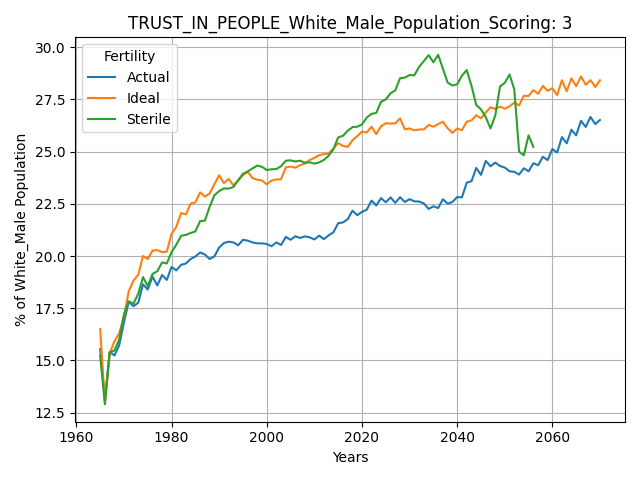 TRUST_IN_PEOPLE_White_Male_Population_Scoring: 3
Fertility
Actual
Ideal
Sterile
% of White_Male Population
30.0
27.5
25.0
22.5
20.0
17.5
15.0
12.5
1960
1980
2000
2020
2040
2060
Years